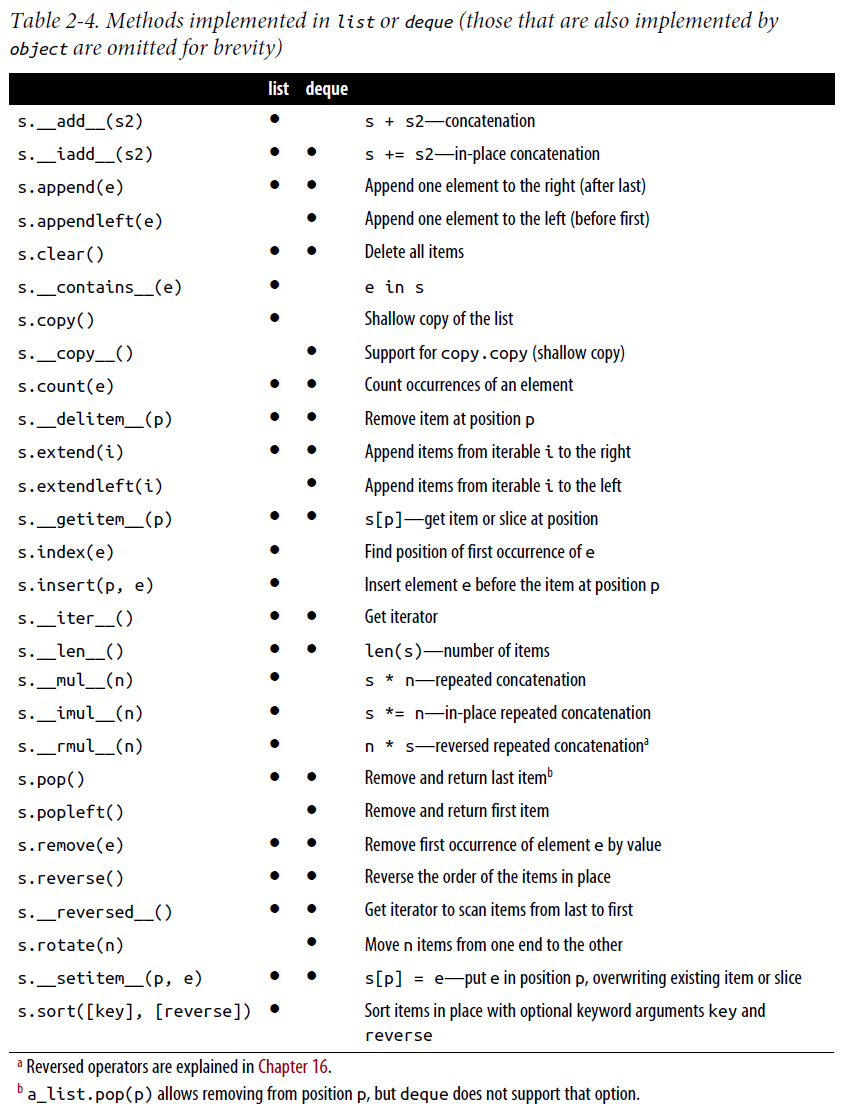 Table 2-4. Methods implemented in list or deque (those that are also implemented by
object are omitted for brevity)
list deque
s.__add__(s2) ● s + s2—concatenation
s.__iadd__(s2) ● ● s += s2—in-place concatenation
s.append(e) ● ● Append one element to the right (after last)
s.appendleft(e) ● Append one element to the left (before first)
s.clear() ● ● Delete all items
s.__contains__(e) ● e in s
s.copy() ● Shallow copy of the list
s.__copy__() ● Support for copy.copy (shallow copy)
s.count(e) ● ● Count occurrences of an element
s.__delitem__(p) ● ● Remove item at position p
s.extend(i) ● ● Append items from iterable i to the right
s.extendleft(i) ● Append items from iterable i to the left
s.__getitem__(p) ● ● s[p]—get item or slice at position
s.index(e) ● Find position of first occurrence of e
s.insert(p, e) ● Insert element e before the item at position p
s.__iter__() ● ● Get iterator
s.__len__() ● ● len(s)—number of items
s.__mul__(n) ● s * n—repeated concatenation
s.__imul__(n) ● s *= n—in-place repeated concatenation
s.__rmul__(n) ● n * s—reversed repeated concatenationa
s.pop() ● ● Remove and return last itemb
s.popleft() ● Remove and return first item
s.remove(e) ● ● Remove first occurrence of element e by value
s.reverse() ● ● Reverse the order of the items in place
s.__reversed__() ● ● Get iterator to scan items from last to first
s.rotate(n) ● Move n items from one end to the other
s.__setitem__(p, e) ● ● s[p] = e—put e in position p, overwriting existing item or slice
s.sort([key], [reverse]) ● Sort items in place with optional keyword arguments key and
reverse
a Reversed operators are explained in Chapter 16.
b a_list.pop(p) allows removing from position p, but deque does not support that option.